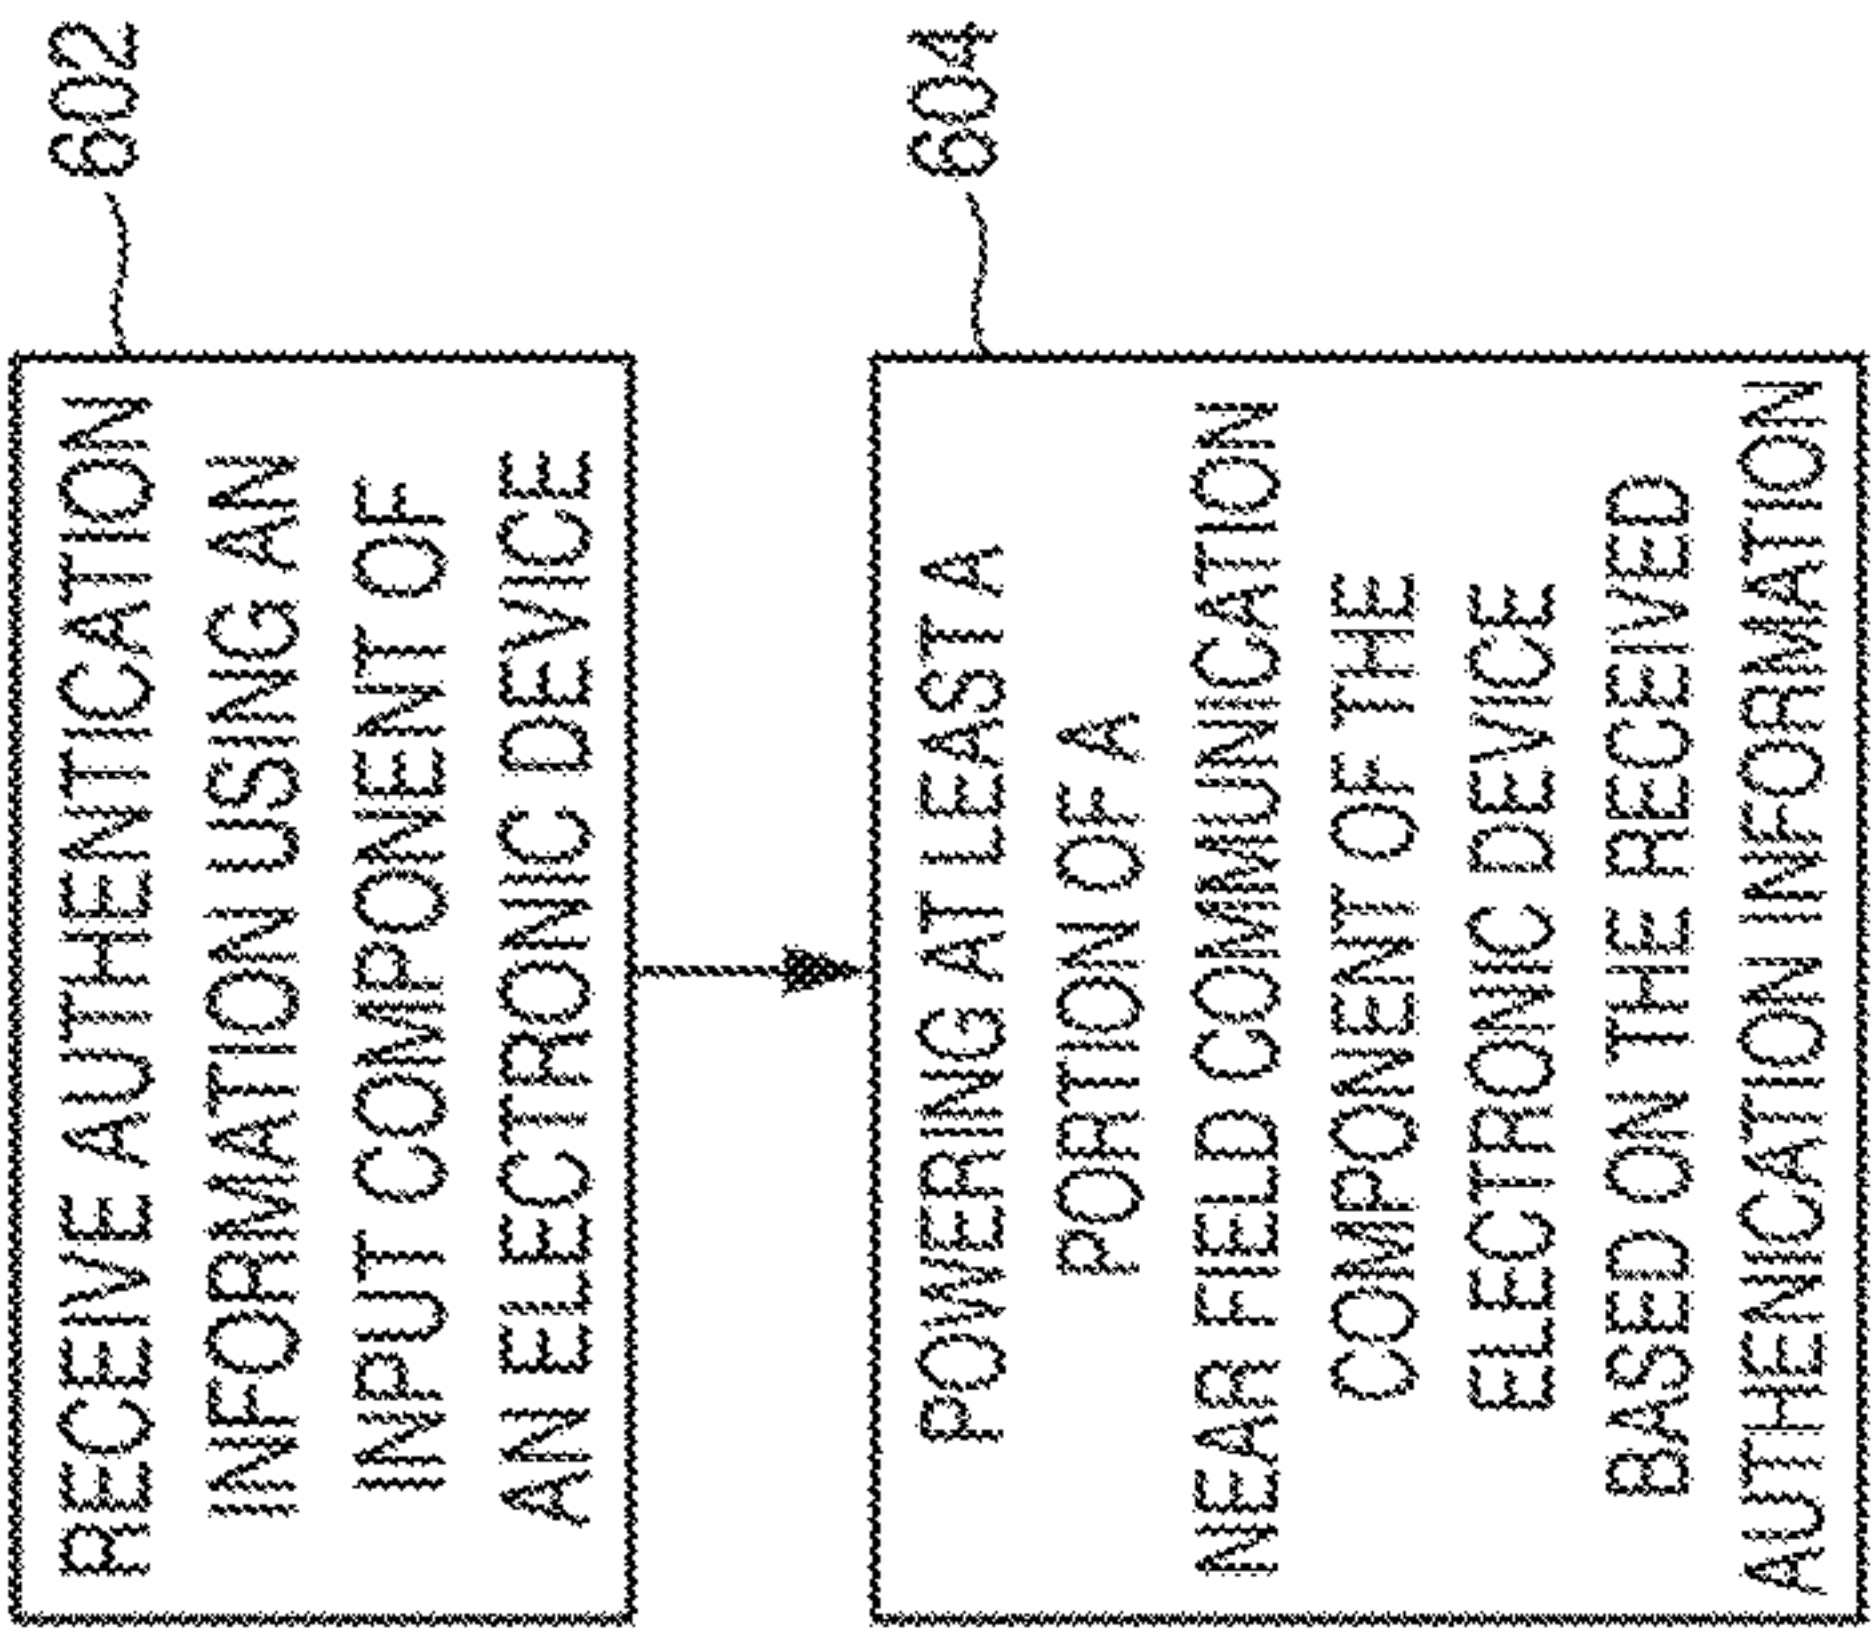 602
RECEIVE AUTHENTICATION
INFORMATION USING AN
INPUT COMPONENT OF
AN ELECTRONIC DEVICE
604
POWERING AT LEAST A
PORTION OF A
NEAR FIELD COMMUNICATION
COMPONENT OF THE
ELECTRONIC DEVICE
BASED ON THE RECEIVED
AUTHENICATION INFORMATION